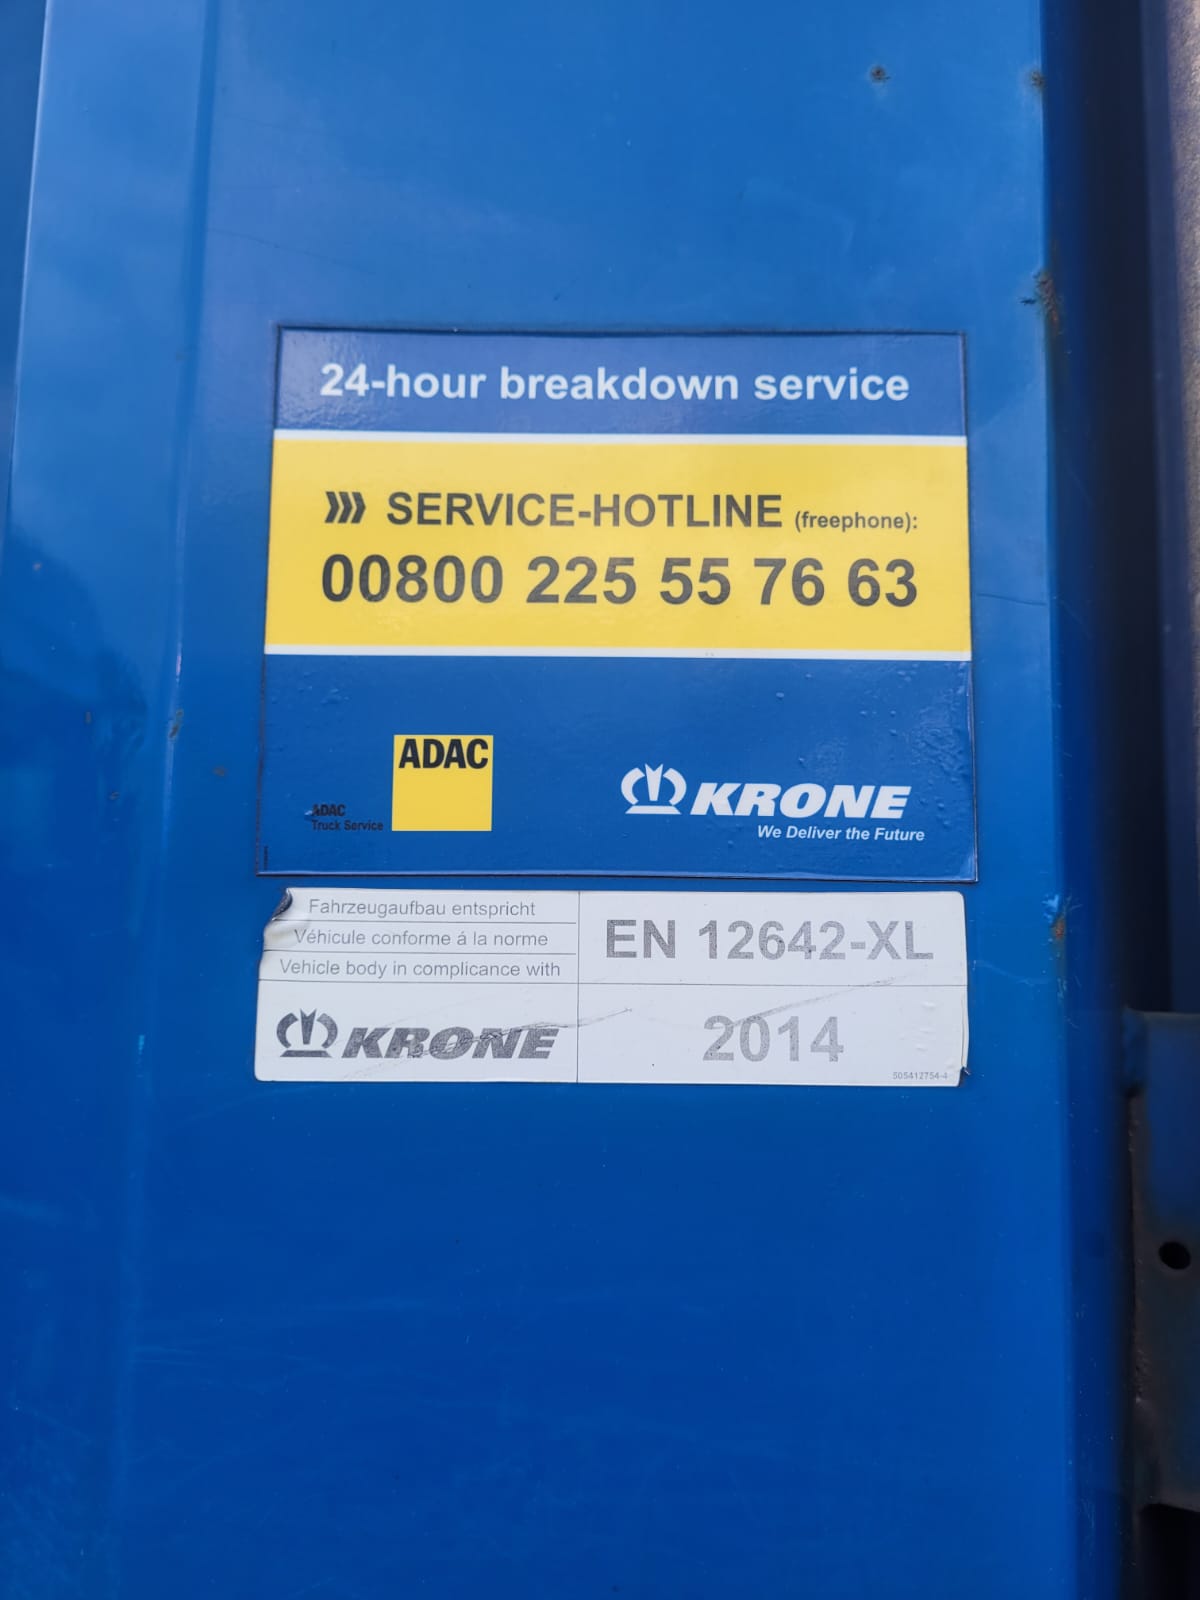 24-hour breakdown service
SERVICE-HOTLINE (freephone):
00800 225 55 76 63
ADAC
ADAC
Truck Service
KRONE
We Deliver the Future
Fahrzeugaufbau entspricht
Véhicule conforme á la norme
Vehicle body in complicance with
EN 12642-XL
KRONE
2014
505412754-4